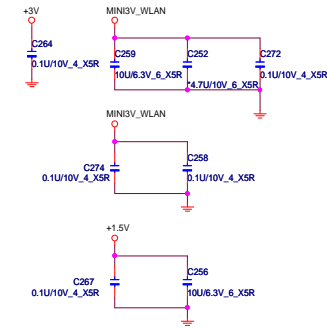 +3V
MINI3V_WLAN
C264
0.1U/10V_4_X5R
C259
10U/6.3V_6_X5R
C252
*4.7U/10V_6_X5R
C272
0.1U/10V_4_X5R
MINI3V_WLAN
C274
0.1U/10V_4_X5R
C258
0.1U/10V_4_X5R
+1.5V
C267
0.1U/10V_4_X5R
C256
10U/6.3V_6_X5R